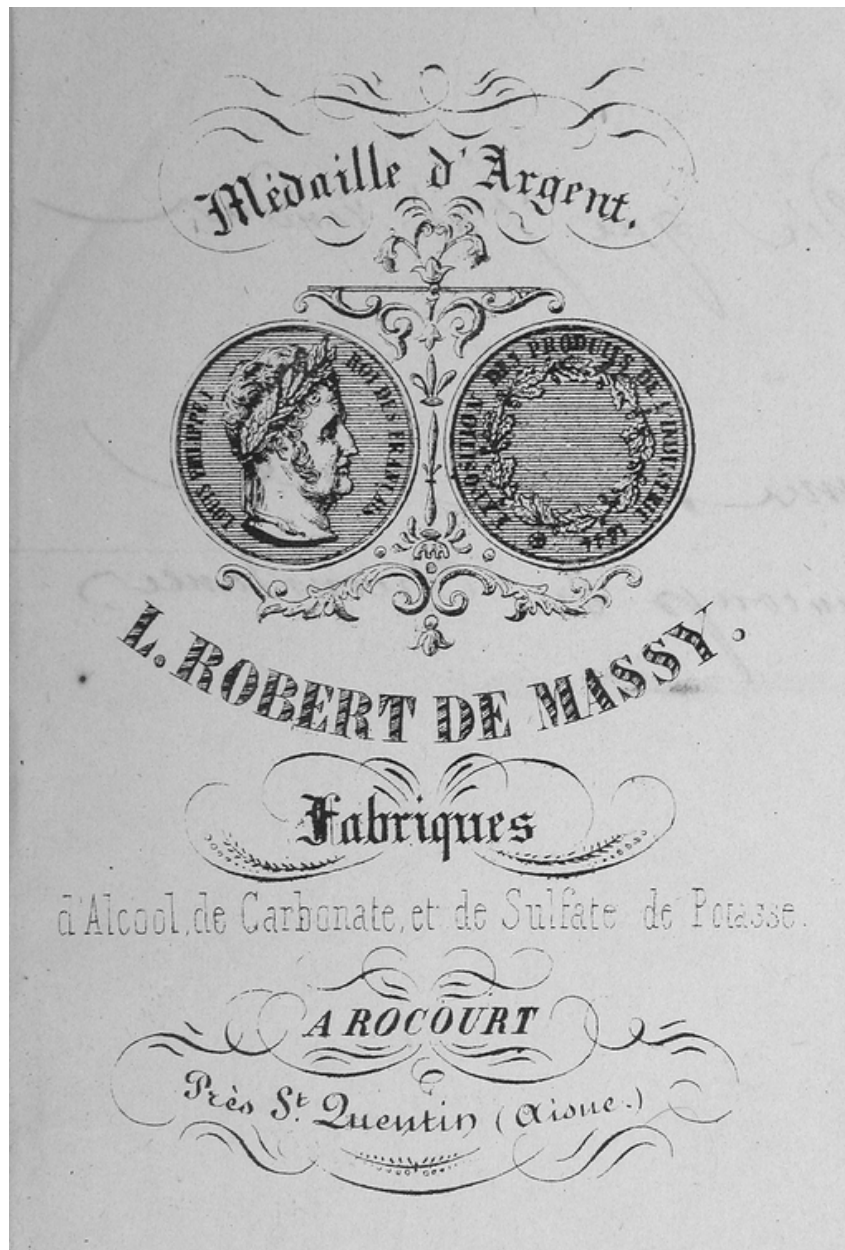 Médaille d'Argent.
LOUIS PHILIPPE I ROI DES FRANÇAIS
EXPOSITION DES PRODUITS DE L'INDUSTRIE 1844
L. ROBERT DE MASSY.
Fabriques
d'Alcool, de Carbonate, et de Sulfate de Potasse.
A ROCOURT
Près St. Quentin (Aisne.)